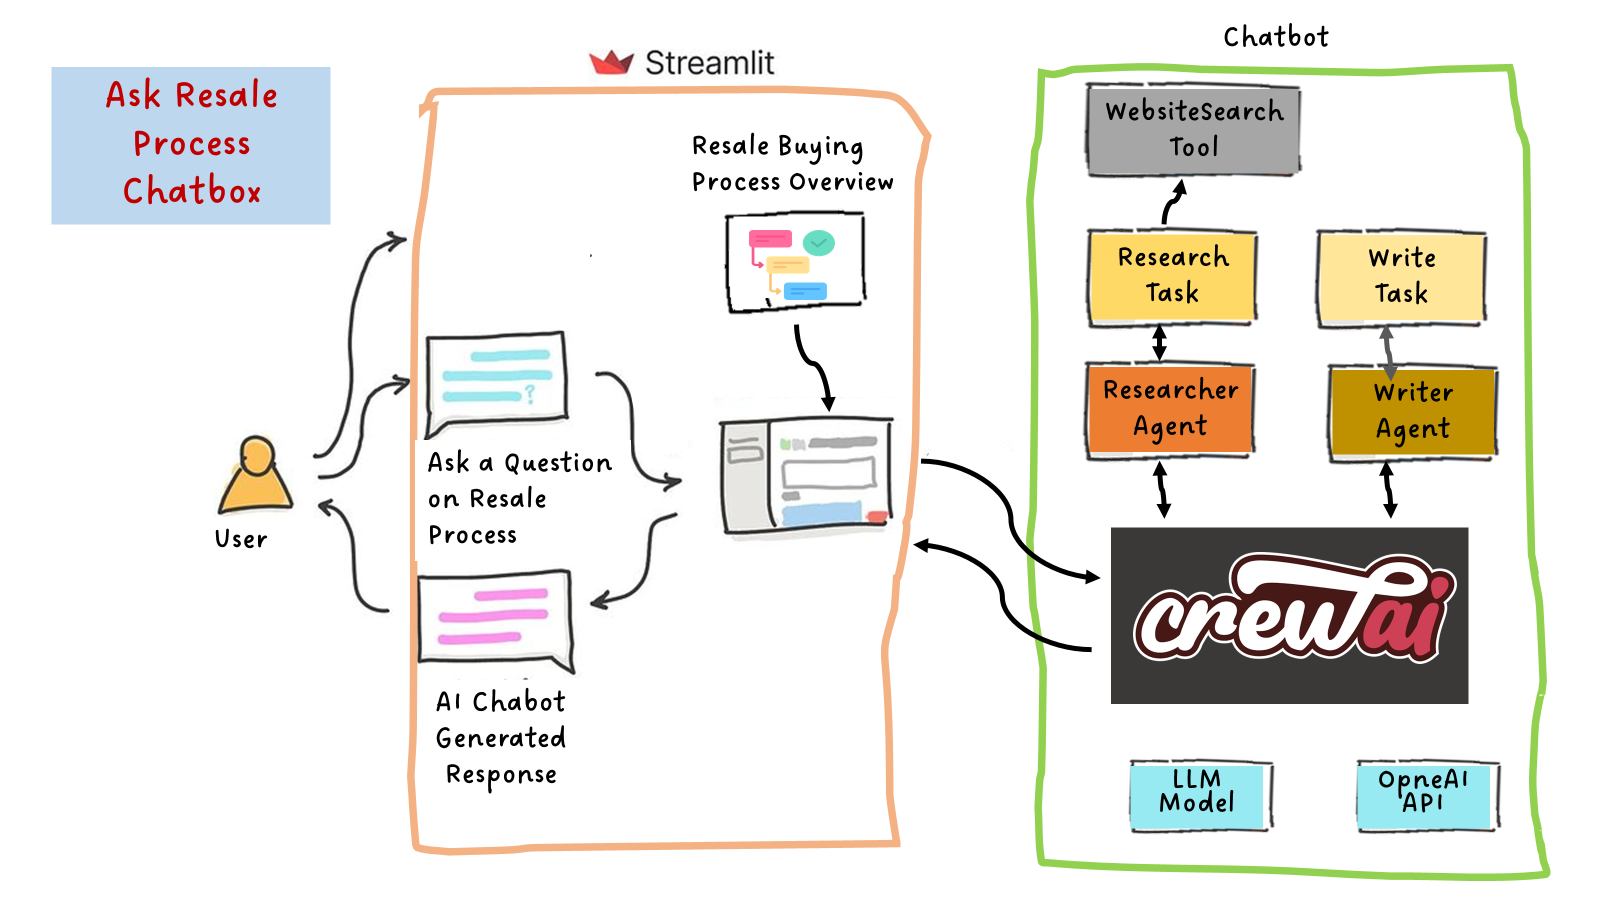 Ask Resale
Process
Chatbox
Streamlit
Resale Buying
Process Overview
?
Ask a Question
on Resale
Process
User
AI Chabot
Generated
Response
Chatbot
WebsiteSearch
Tool
Research
Task
Write
Task
Researcher
Agent
Writer
Agent
crewai
LLM
Model
OpneAI
API